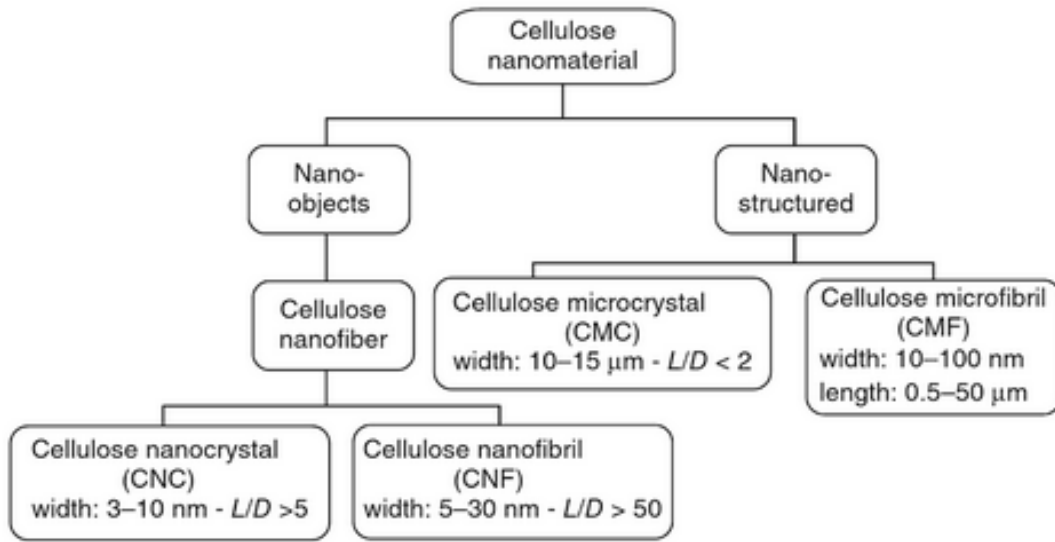 Cellulose
nanomaterial
Nano-
objects
Nano-
structured
Cellulose
nanofiber
Cellulose microcrystal
(CMC)
width: 10–15 μm - L/D < 2
Cellulose microfibril
(CMF)
width: 10–100 nm
length: 0.5–50 μm
Cellulose nanocrystal
(CNC)
width: 3–10 nm - L/D >5
Cellulose nanofibril
(CNF)
width: 5–30 nm - L/D > 50